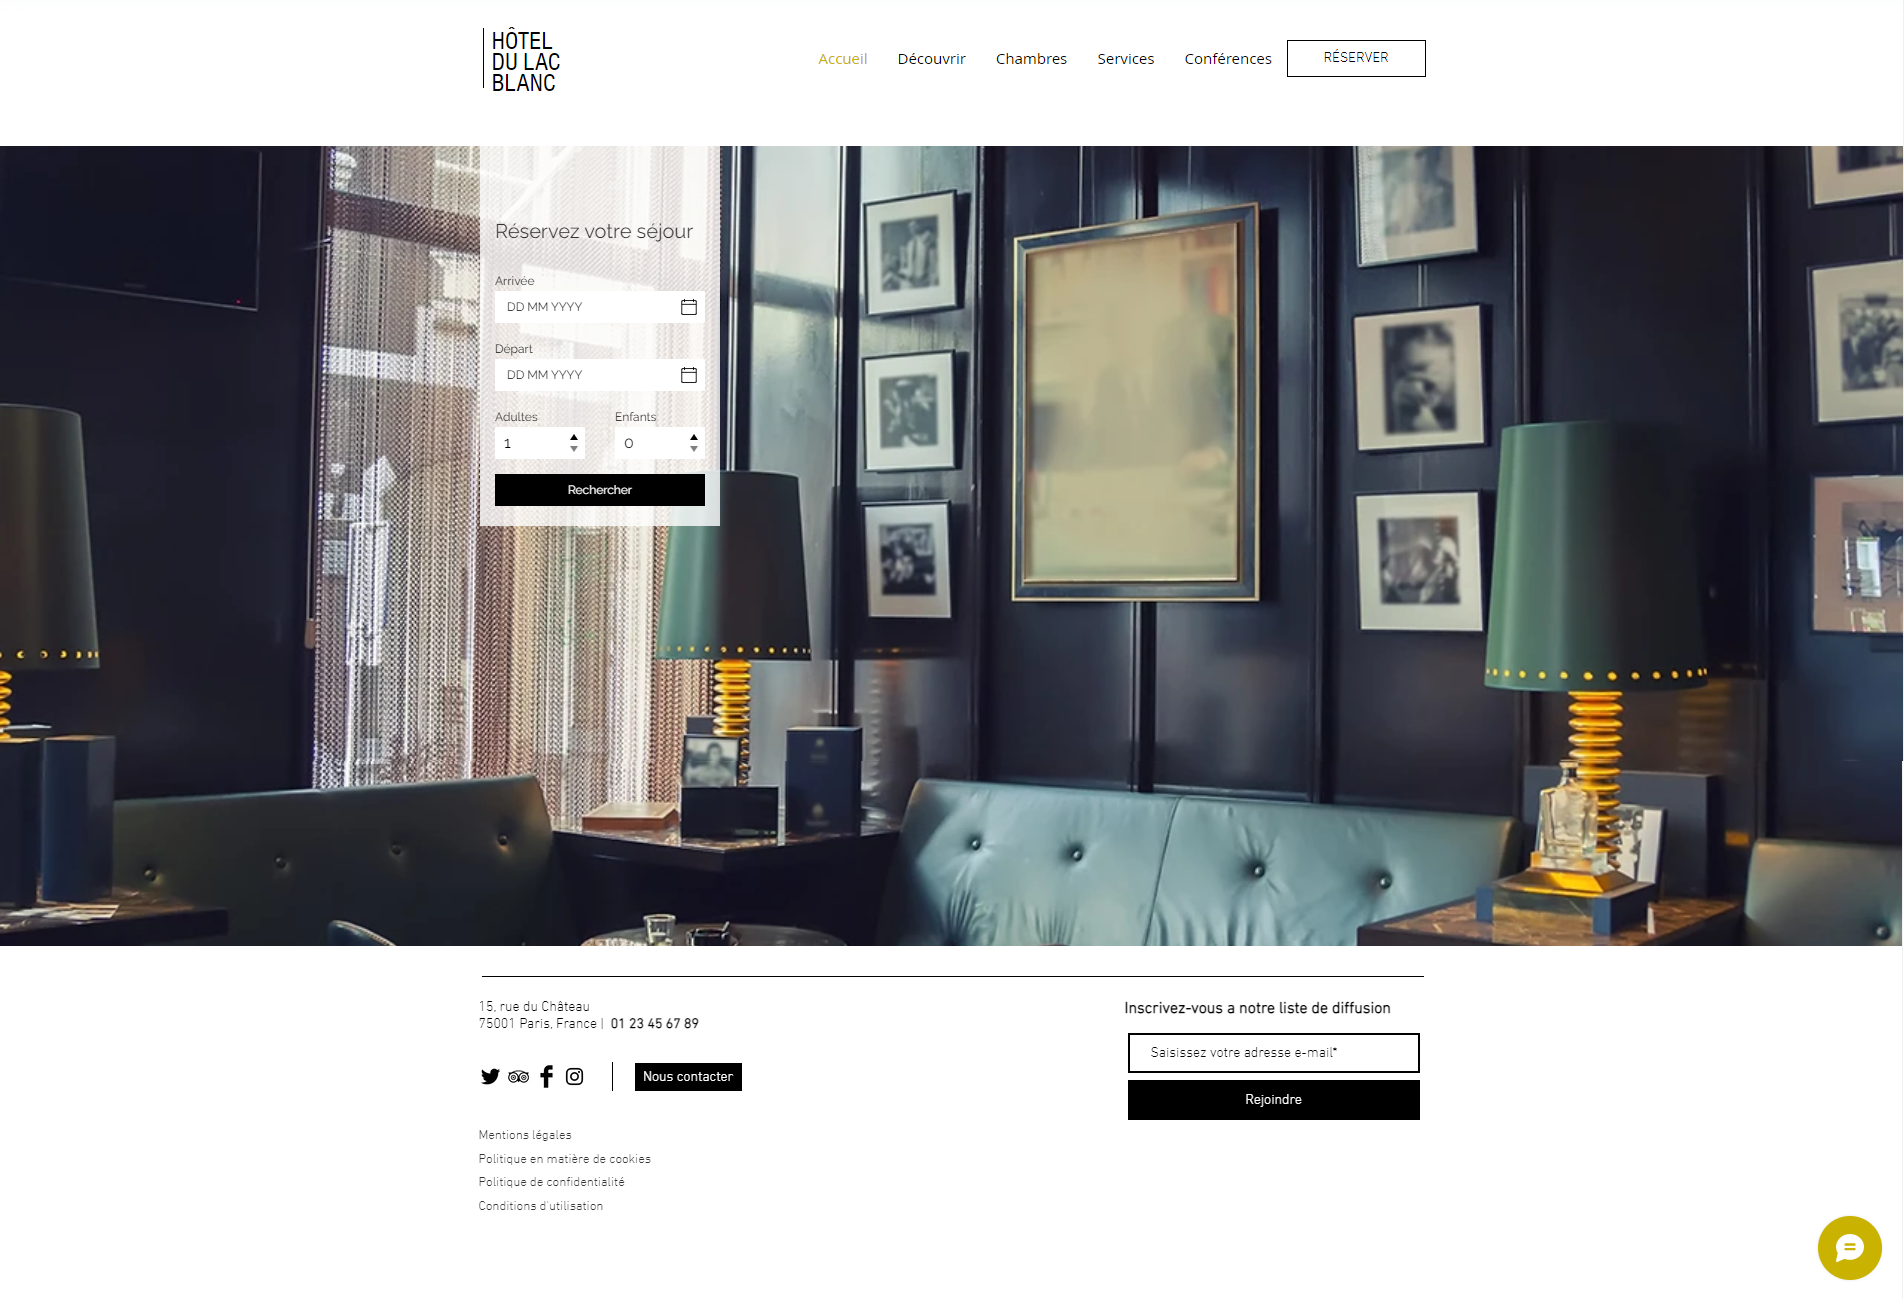 HÔTEL
DU LAC
BLANC
Accueil
Découvrir
Chambres
Services
Conférences
RÉSERVER
Réservez votre séjour
Arrivée
DD MM YYYY
Départ
DD MM YYYY
Adultes
Enfants
1
0
Rechercher
15, rue du Château
75001 Paris, France | 01 23 45 67 89
Nous contacter
Mentions légales
Politique en matière de cookies
Politique de confidentialité
Conditions d'utilisation
Inscrivez-vous a notre liste de diffusion
Saisissez votre adresse e-mail*
Rejoindre